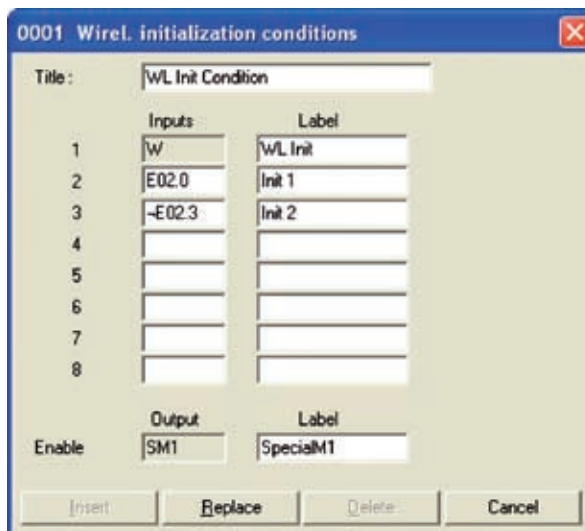 0001 Wirel. initialization conditions
Title : WL Init Condition
Inputs Label
1 W WL Init
2 E02.0 Init 1
3 ¬E02.3 Init 2
4
5
6
7
8
Output Label
Enable SM1 SpecialM1
Insert Replace Delete Cancel